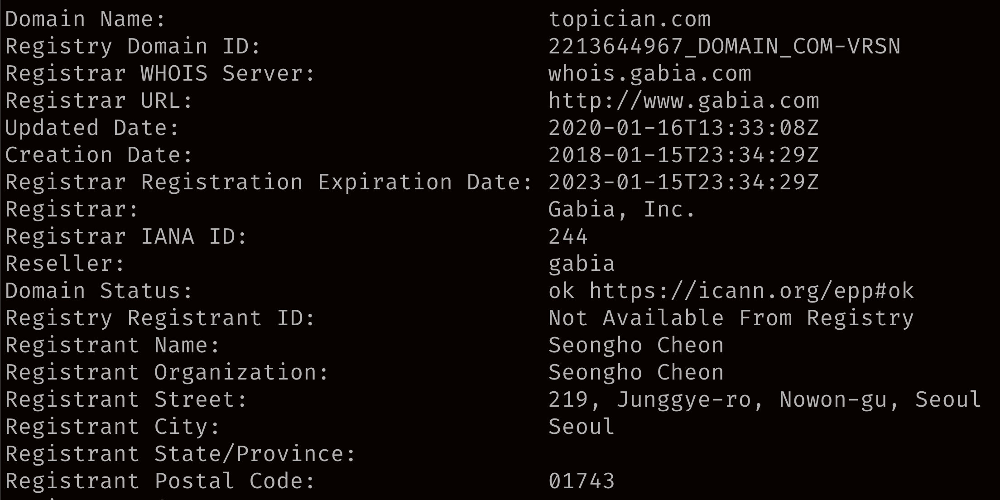 Domain Name: topician.com
Registry Domain ID: 2213644967_DOMAIN_COM-VRSN
Registrar WHOIS Server: whois.gabia.com
Registrar URL: http://www.gabia.com
Updated Date: 2020-01-16T13:33:08Z
Creation Date: 2018-01-15T23:34:29Z
Registrar Registration Expiration Date: 2023-01-15T23:34:29Z
Registrar: Gabia, Inc.
Registrar IANA ID: 244
Reseller: gabia
Domain Status: ok https://icann.org/epp#ok
Registry Registrant ID: Not Available From Registry
Registrant Name: Seongho Cheon
Registrant Organization: Seongho Cheon
Registrant Street: 219, Junggye-ro, Nowon-gu, Seoul
Registrant City: Seoul
Registrant State/Province:
Registrant Postal Code: 01743